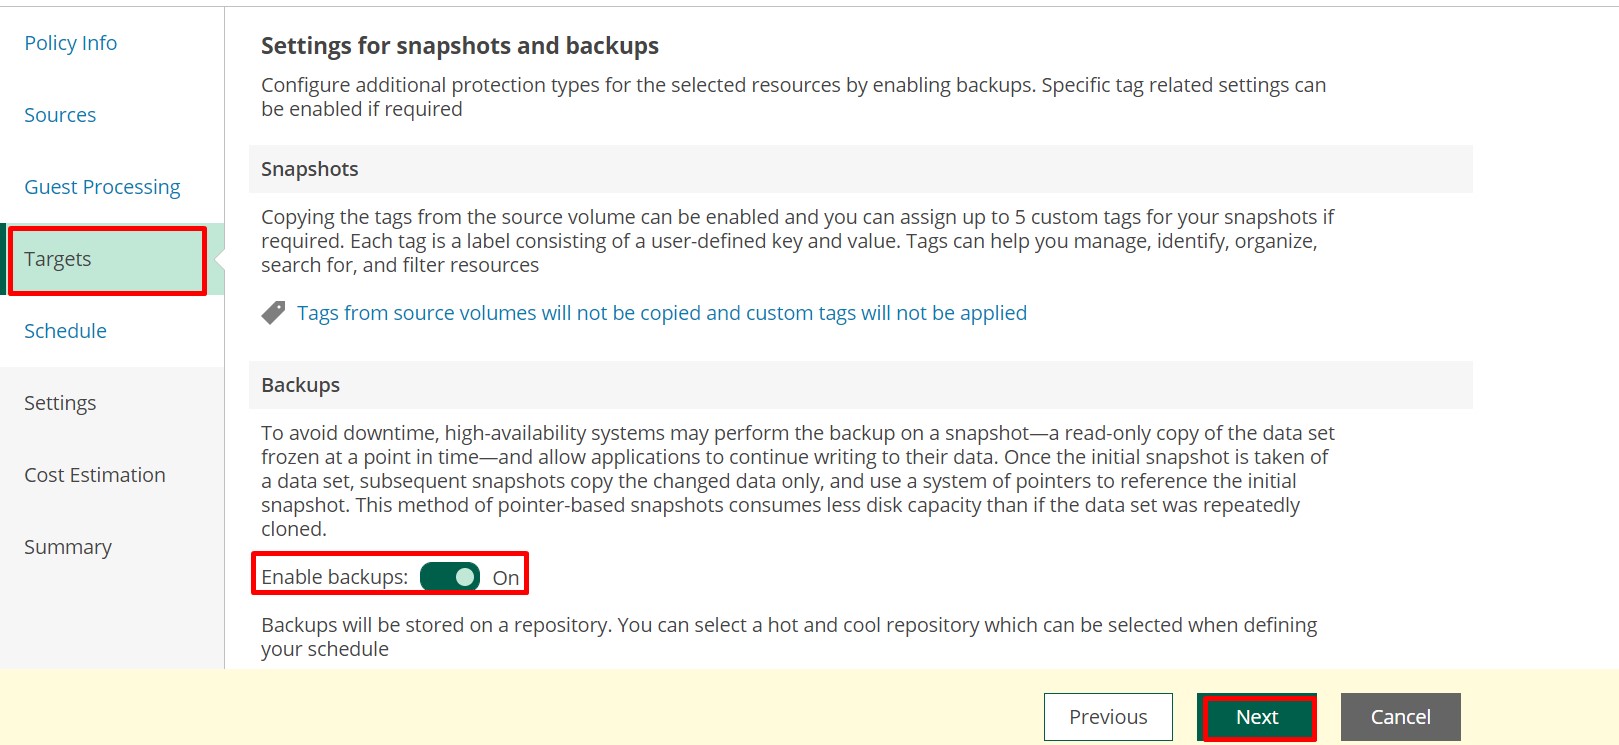 Policy Info
Sources
Guest Processing
Targets
Schedule
Settings
Cost Estimation
Summary
Settings for snapshots and backups
Configure additional protection types for the selected resources by enabling backups. Specific tag related settings can
be enabled if required
Snapshots
Copying the tags from the source volume can be enabled and you can assign up to 5 custom tags for your snapshots if
required. Each tag is a label consisting of a user-defined key and value. Tags can help you manage, identify, organize,
search for, and filter resources
Tags from source volumes will not be copied and custom tags will not be applied
Backups
To avoid downtime, high-availability systems may perform the backup on a snapshot—a read-only copy of the data set
frozen at a point in time—and allow applications to continue writing to their data. Once the initial snapshot is taken of
a data set, subsequent snapshots copy the changed data only, and use a system of pointers to reference the initial
snapshot. This method of pointer-based snapshots consumes less disk capacity than if the data set was repeatedly
cloned.
Enable backups: On
Backups will be stored on a repository. You can select a hot and cool repository which can be selected when defining
your schedule
Previous Next Cancel